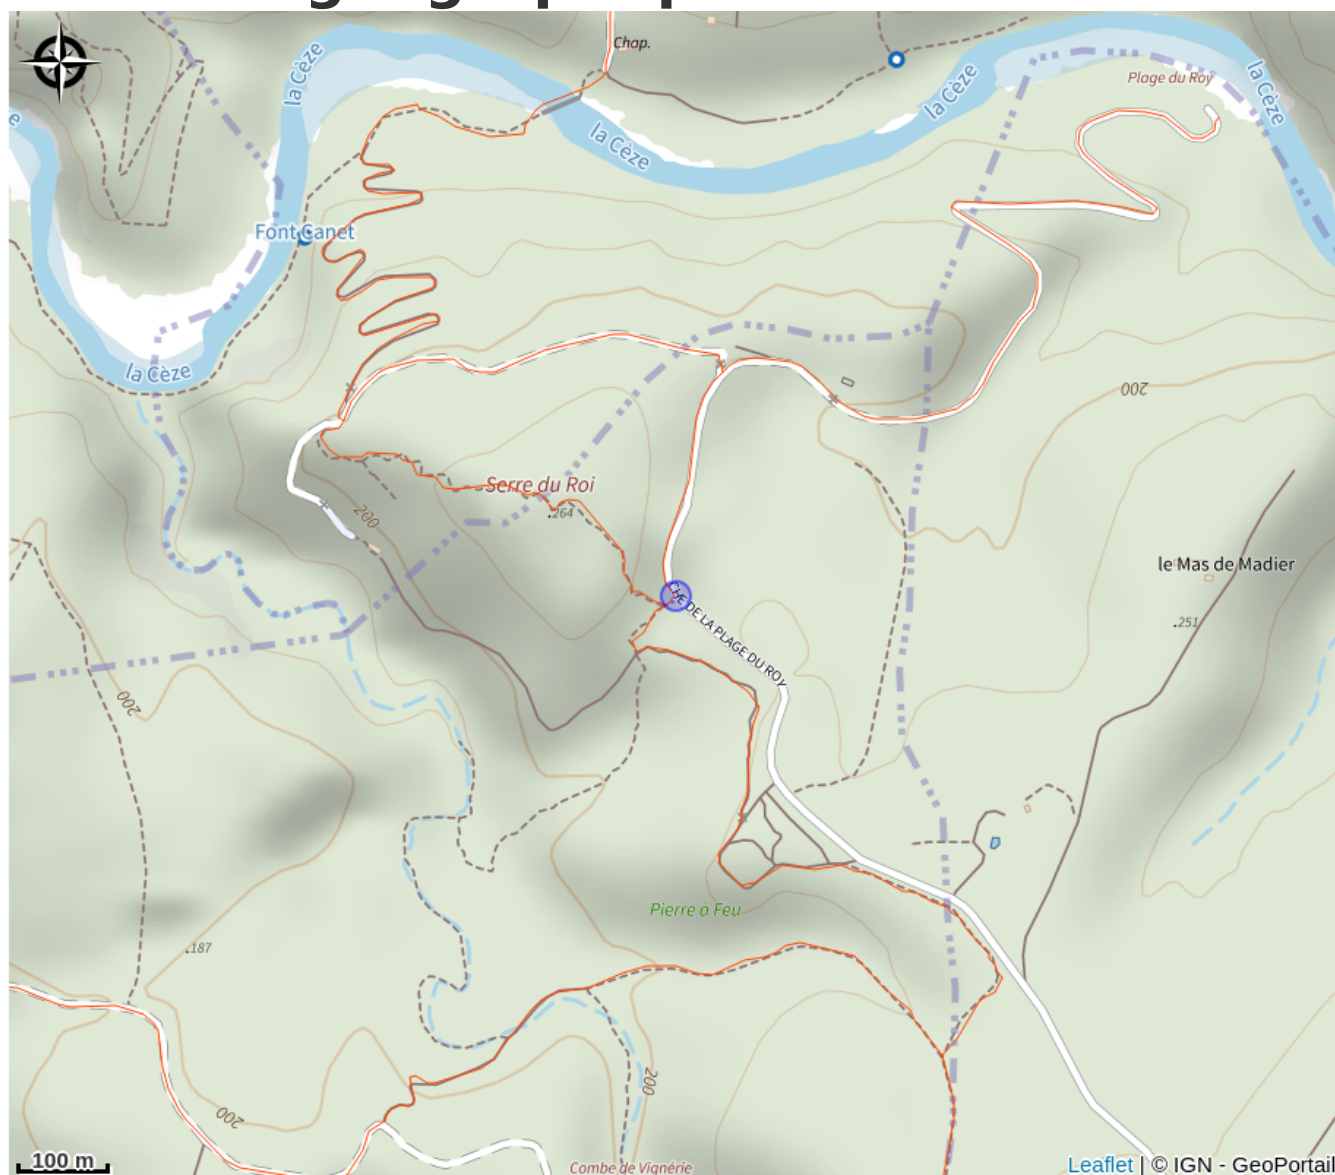 Chap.
la Cèze
la Cèze
la Cèze
Plage du Roy
la Cèze
la Cèze
Font Canet
la Cèze
200
Serre du Roi
.264
200
le Mas de Madier
CHE DE LA PLAGE DU ROY
.251
200
Pierre à Feu
.187
200
200
100 m
Combe de Vignérie
Leaflet | © IGN - GeoPortail